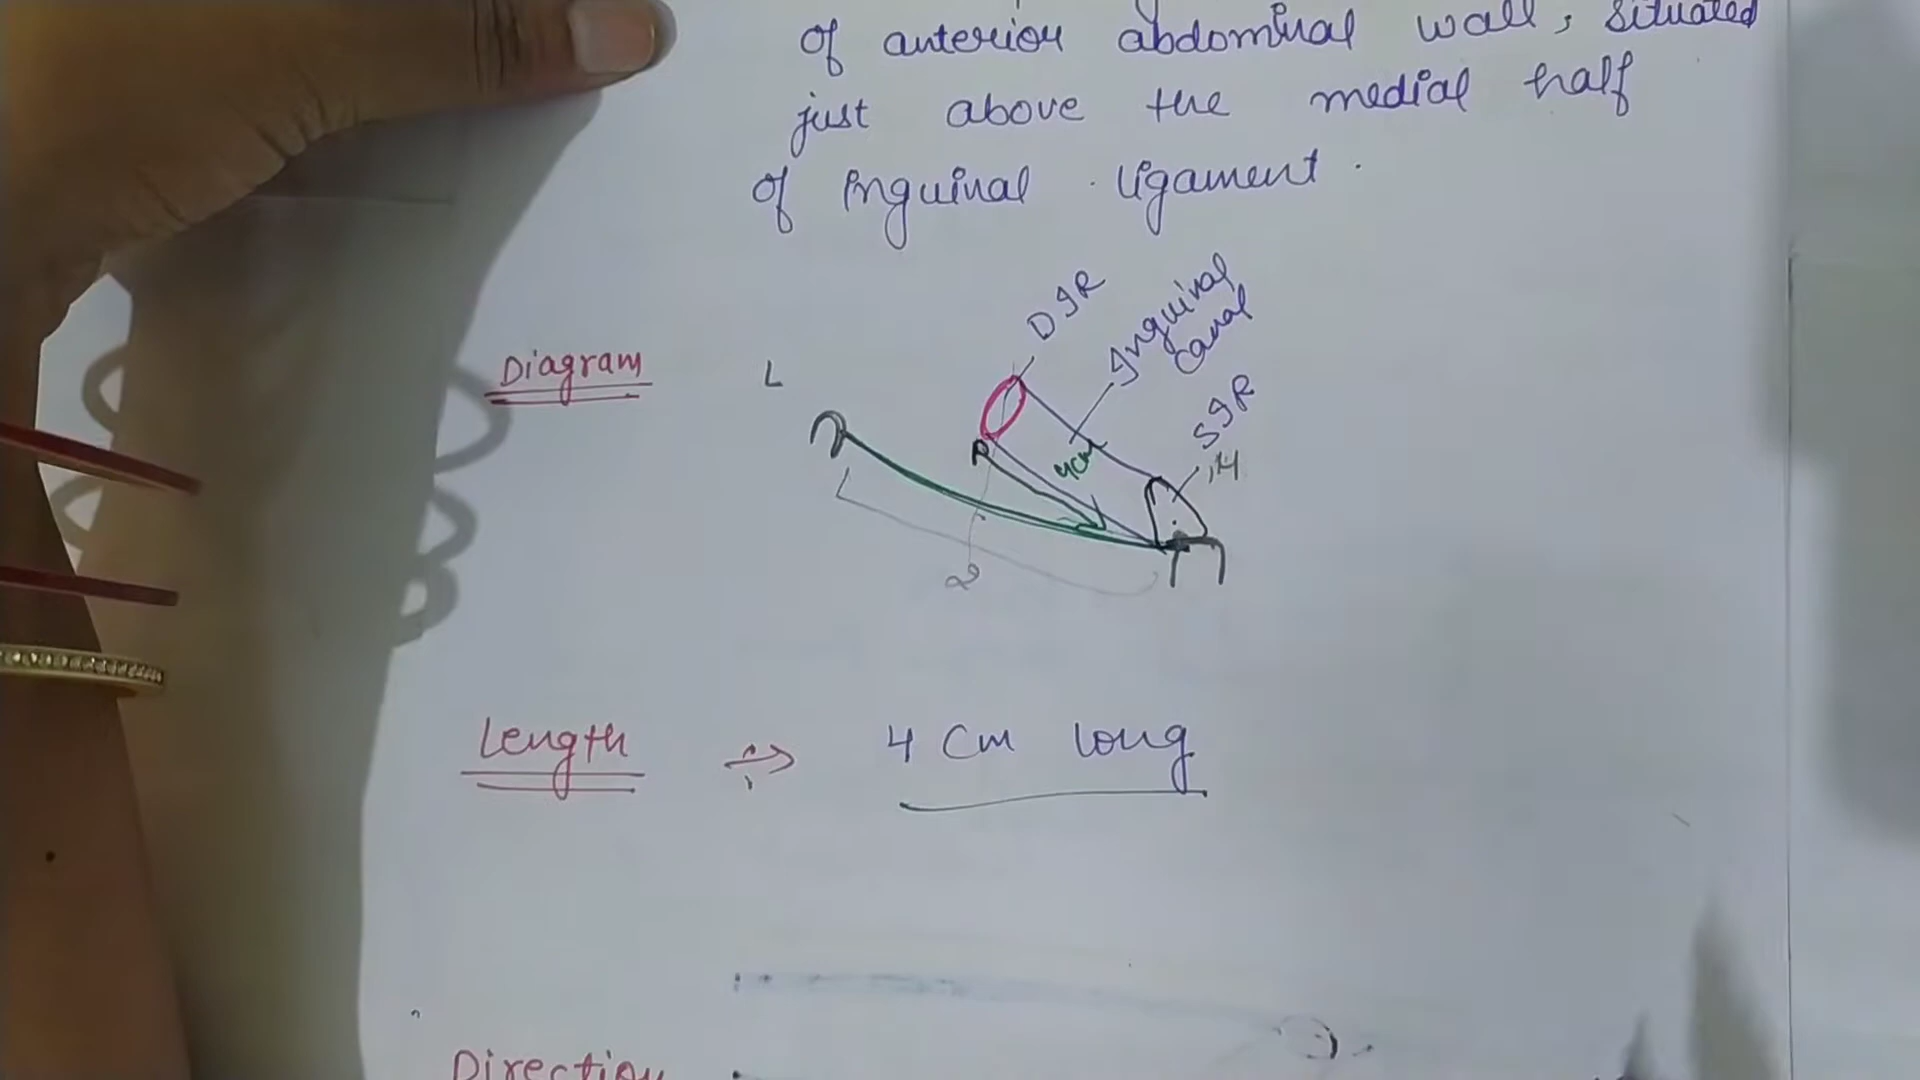 of anterior abdominal wall, situated
just above the medial half
of inguinal ligament.
Diagram
L
DIR
Inguinal
Canal
SIR
4cm
M
Length
4 cm long
Direction